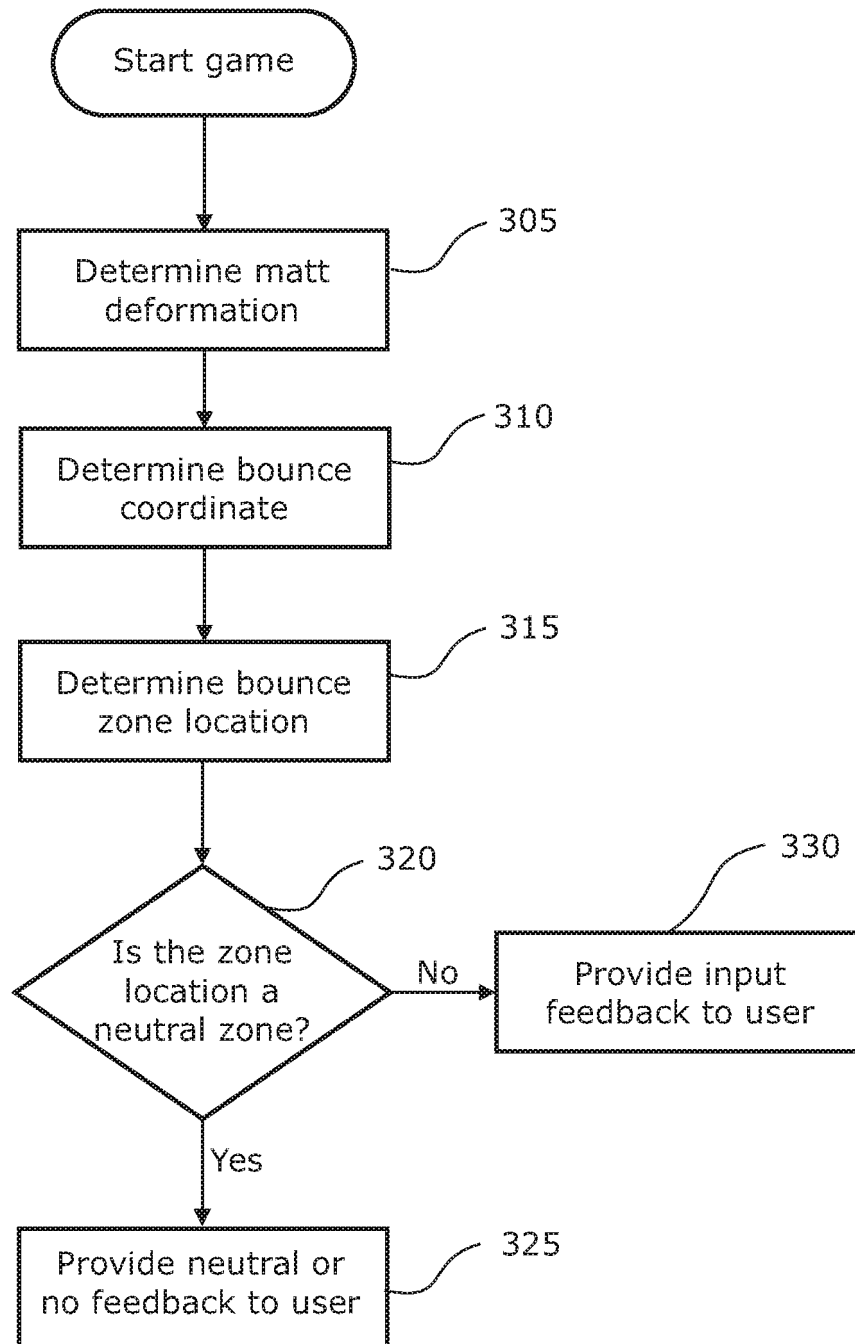 Start game
305
Determine matt
deformation
310
Determine bounce
coordinate
315
Determine bounce
zone location
320
Is the zone
location a
neutral zone?
No
330
Provide input
feedback to user
Yes
325
Provide neutral or
no feedback to user